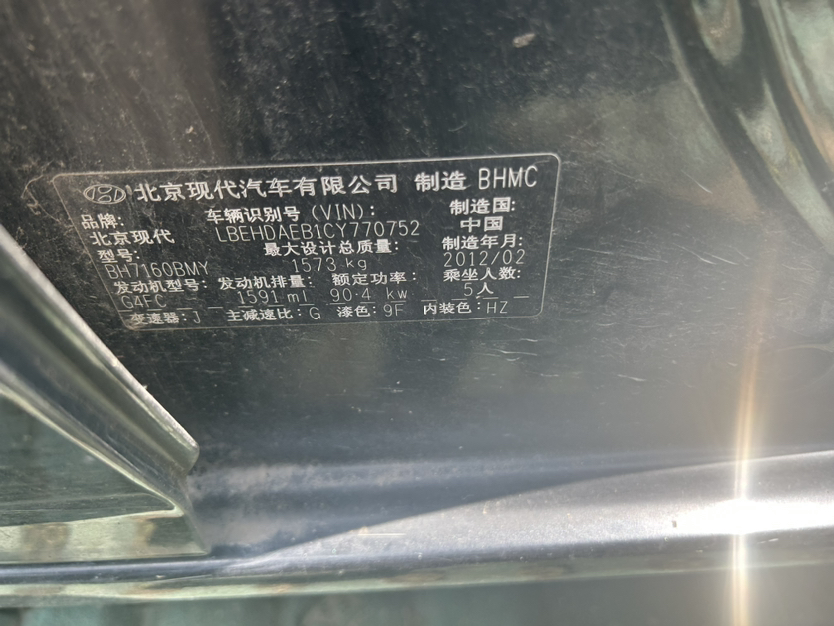 北京现代汽车有限公司 制造 BHMC
品牌: 车辆识别号 (VIN): 制造国:
北京现代 LBEHDAEB1CY770752 中国
型号: 最大设计总质量: 制造年月:
BH7160BMY 1573 kg 2012/02
发动机型号: 发动机排量: 额定功率: 乘坐人数:
G4FC 1591 ml 90.4 kw 5人
变速器: J 主减速比: G 漆色: 9F 内装色: HZ